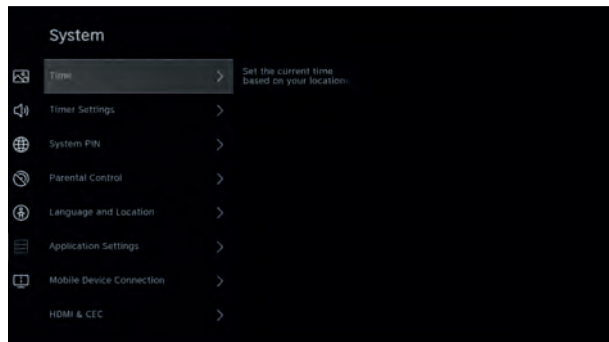 System
Time
Set the current time
based on your location.
Timer Settings
System PIN
Parental Control
Language and Location
Application Settings
Mobile Device Connection
HDMI & CEC